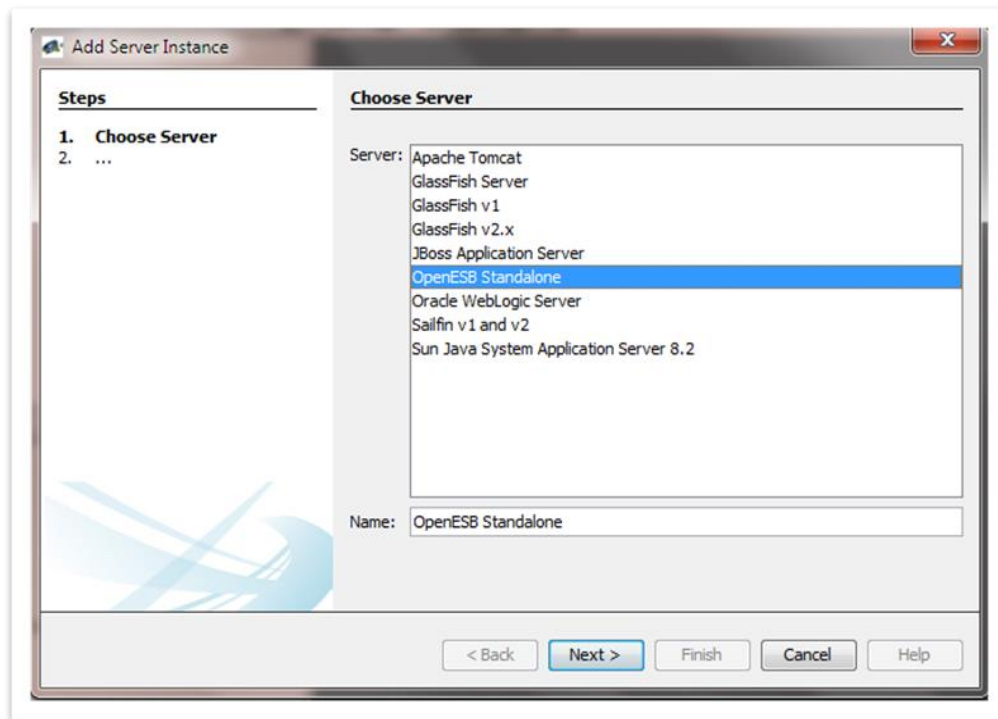 Add Server Instance
Steps
1. Choose Server
2. ...
Choose Server
Server:
Apache Tomcat
GlassFish Server
GlassFish v1
GlassFish v2.x
JBoss Application Server
OpenESB Standalone
Oracle WebLogic Server
Sailfin v1 and v2
Sun Java System Application Server 8.2
Name: OpenESB Standalone
< Back Next > Finish Cancel Help